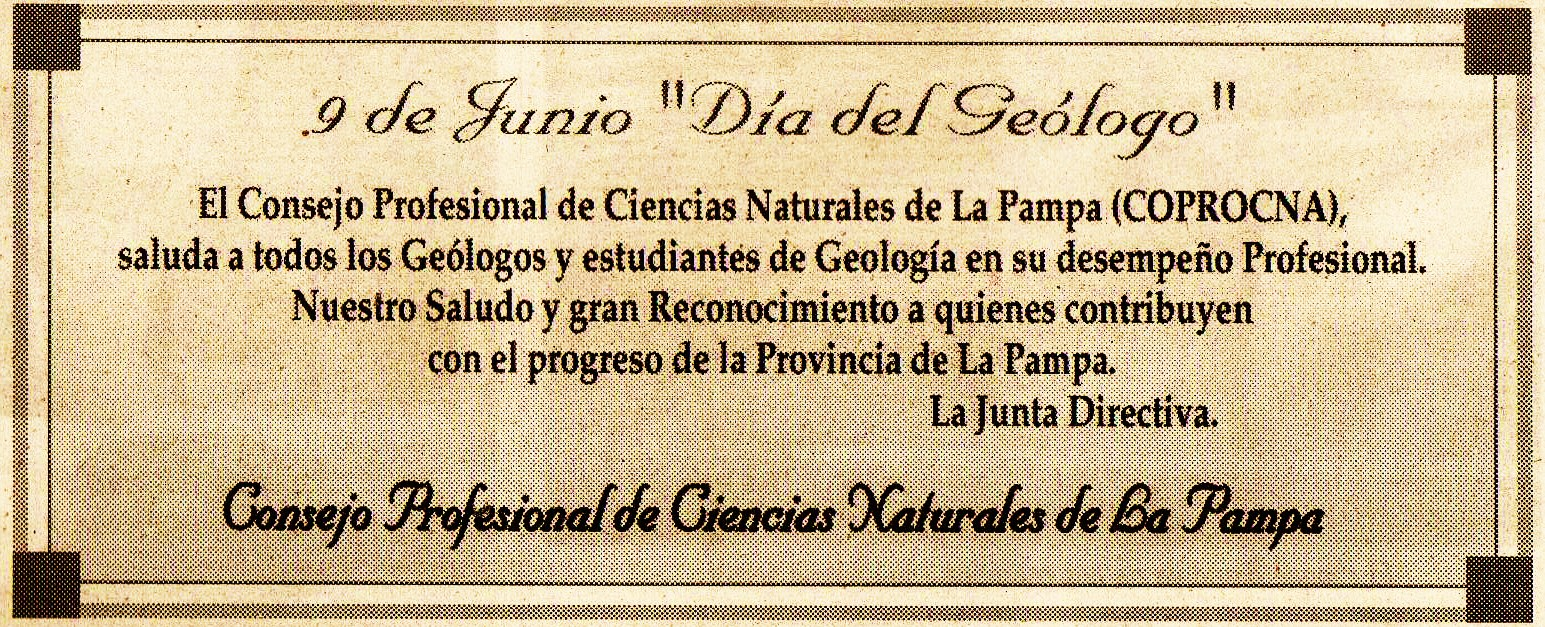 9 de Junio "Día del Geólogo"
El Consejo Profesional de Ciencias Naturales de La Pampa (COPROCNA),
saluda a todos los Geólogos y estudiantes de Geología en su desempeño Profesional.
Nuestro Saludo y gran Reconocimiento a quienes contribuyen
con el progreso de la Provincia de La Pampa.
La Junta Directiva.
Consejo Profesional de Ciencias Naturales de La Pampa